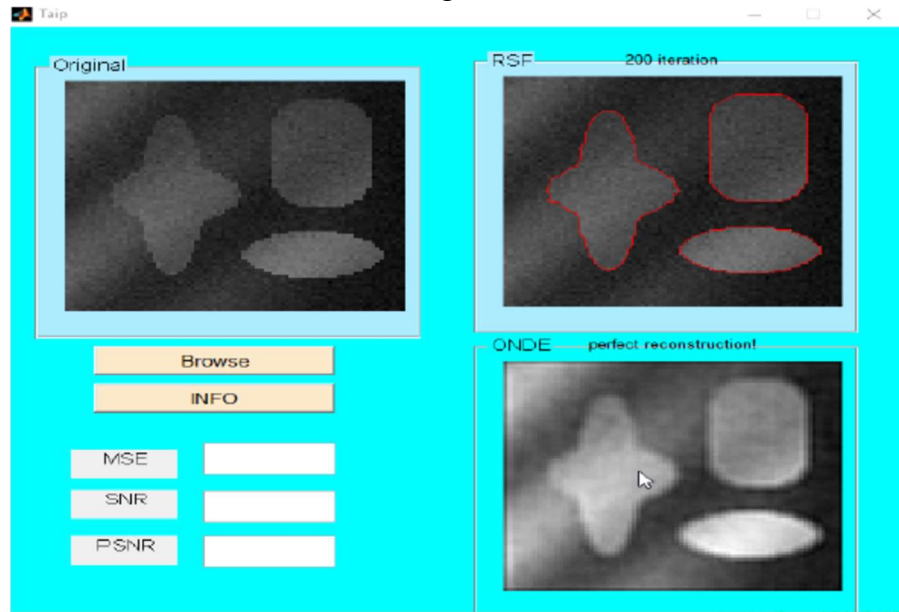 Taip
Original
RSF 200 iteration
Browse
INFO
ONDE perfect reconstruction!
MSE
SNR
PSNR